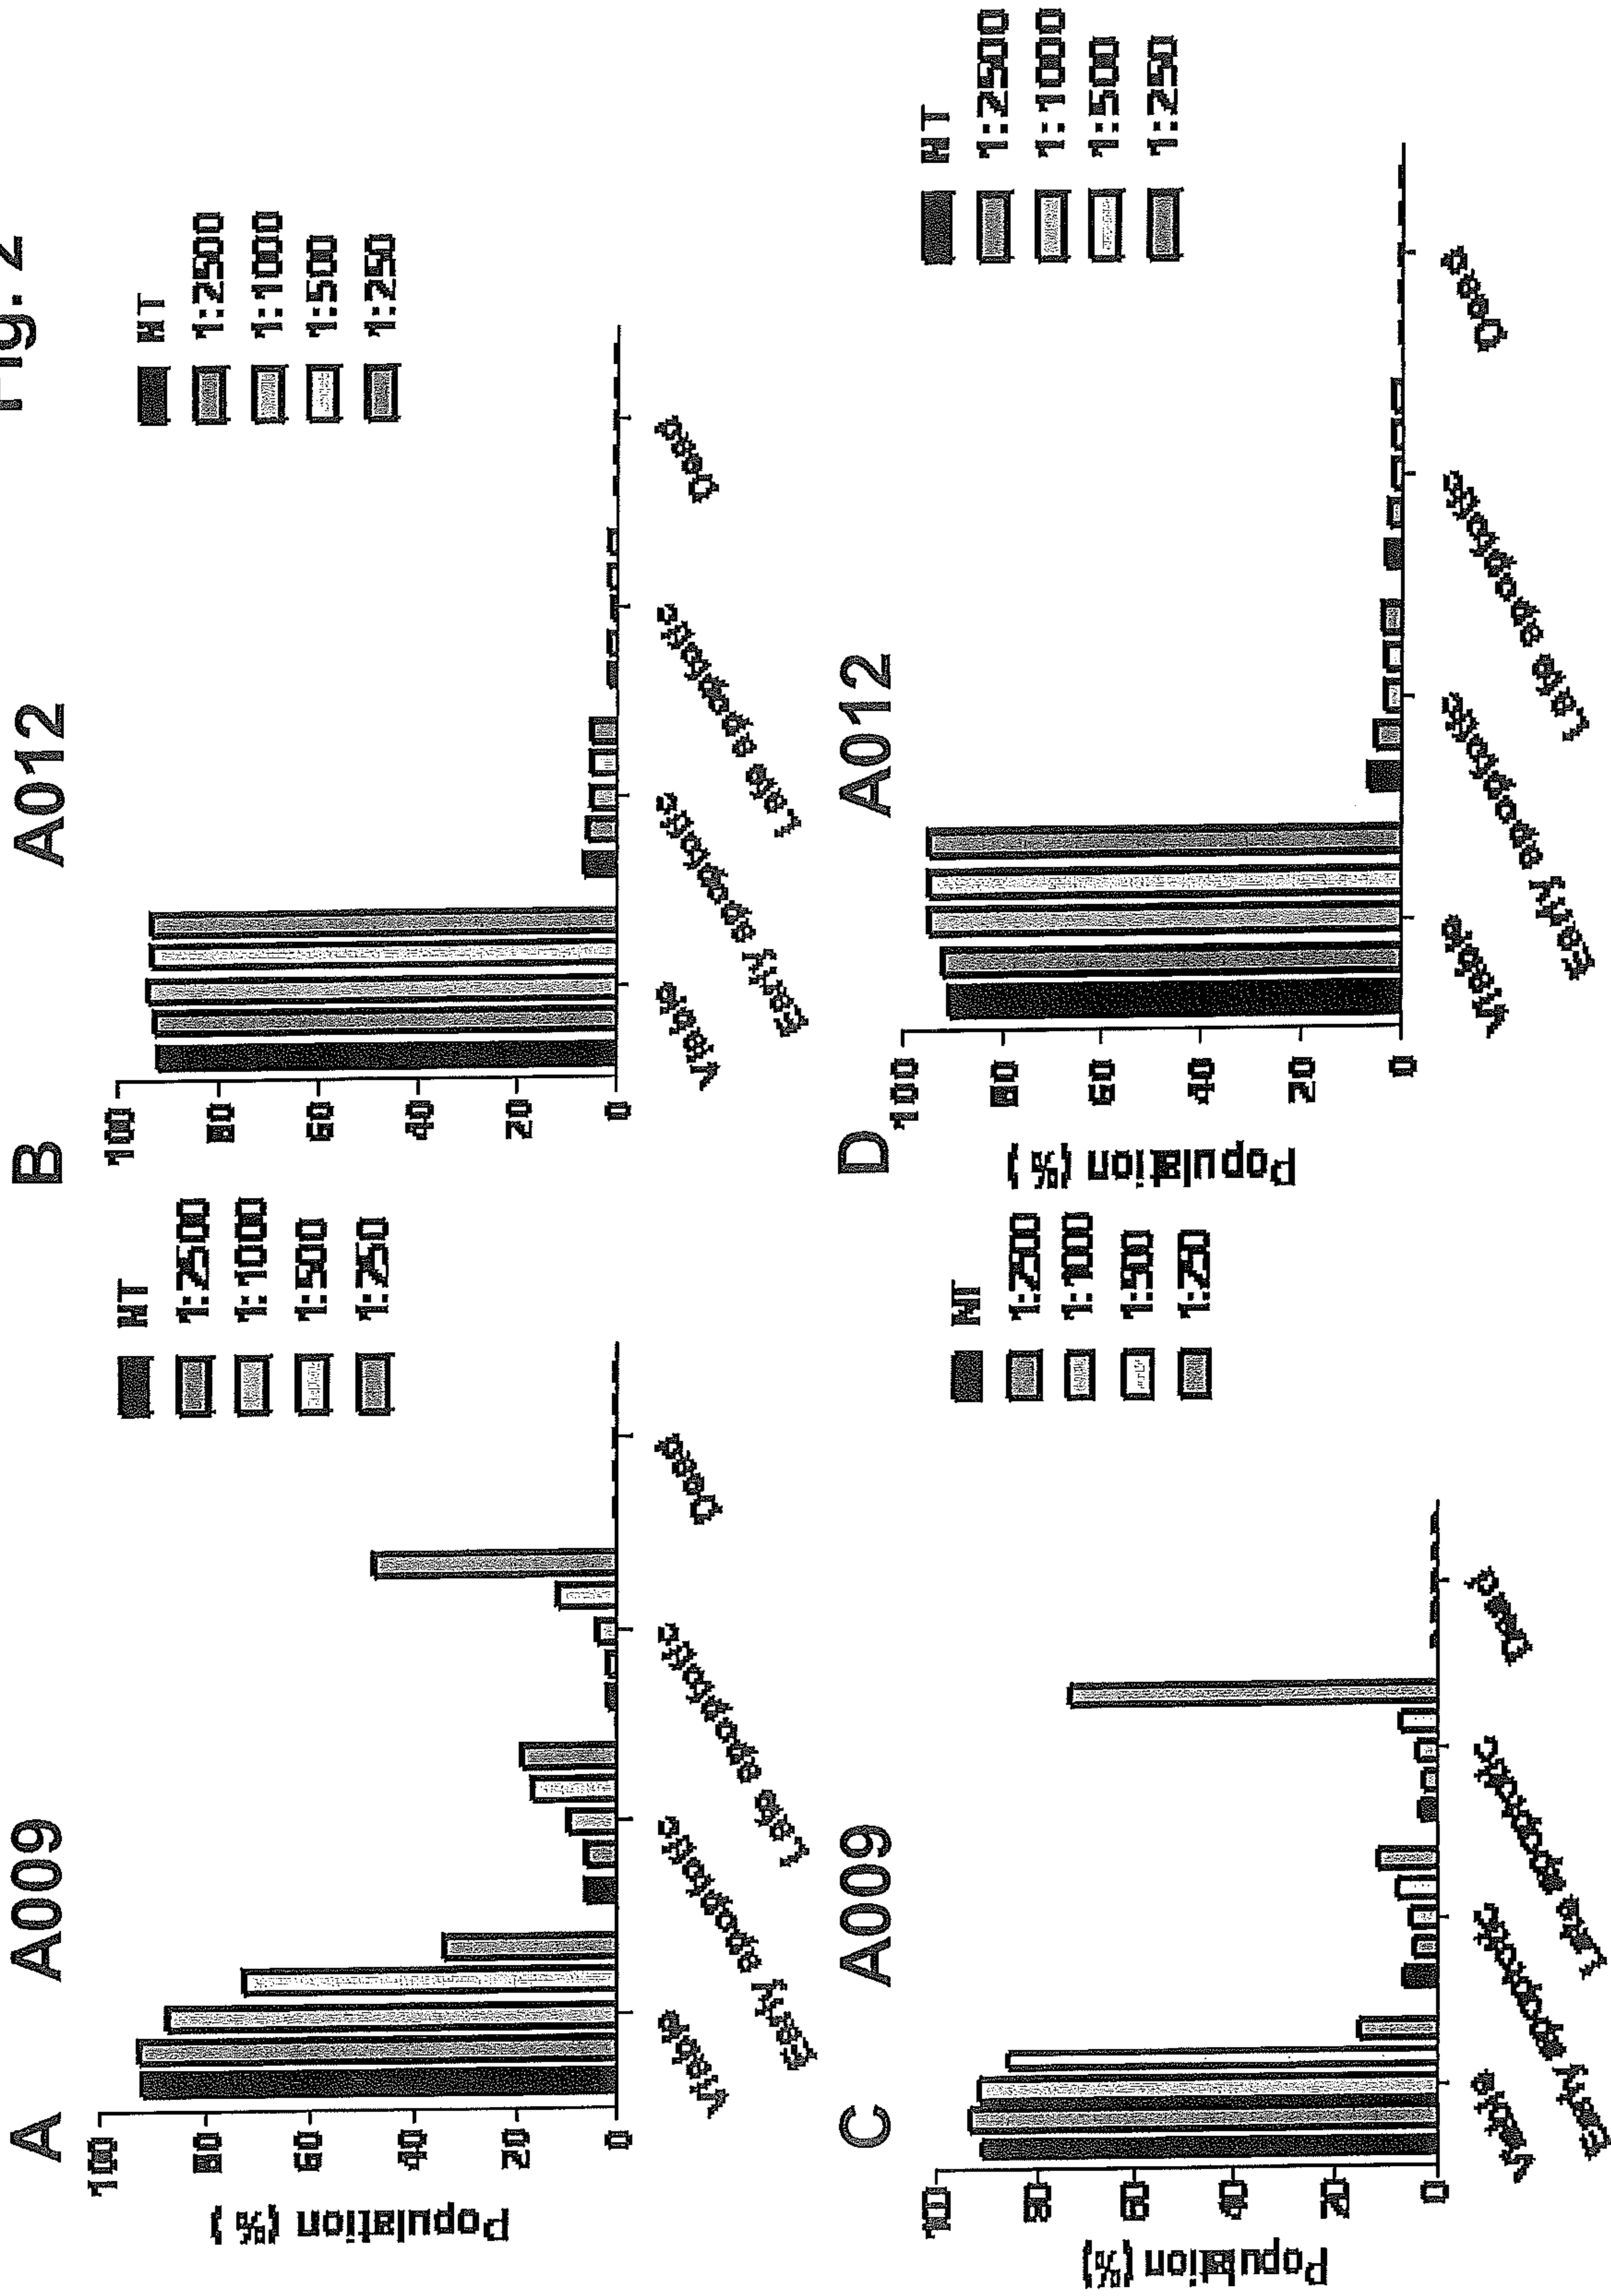 Fig. 2
A
A009
Population (%)
100
80
60
40
20
0
Viable
Early apoptotic
Late apoptotic
Dead
NT
1:2500
1:1000
1:500
1:250
B
A012
100
80
60
40
20
0
Viable
Early apoptotic
Late apoptotic
Dead
NT
1:2500
1:1000
1:500
1:250
C
A009
Population (%)
100
80
60
40
20
0
Viable
Early apoptotic
Late apoptotic
Dead
NT
1:2500
1:1000
1:500
1:250
D
A012
Population (%)
100
80
60
40
20
0
Viable
Early apoptotic
Late apoptotic
Dead
NT
1:2500
1:1000
1:500
1:250